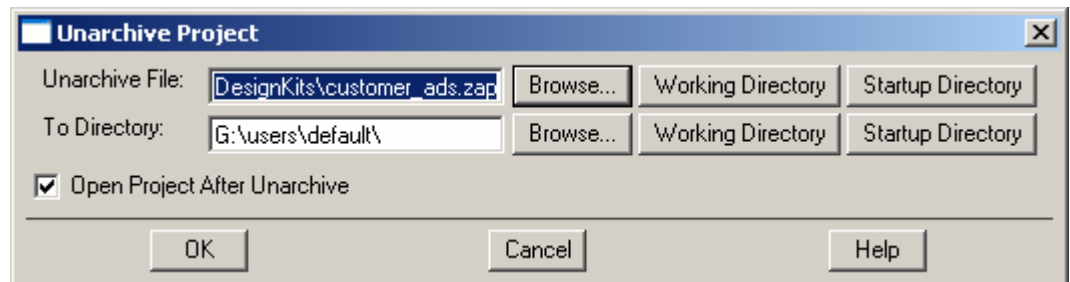 Unarchive Project
Unarchive File: DesignKits\customer_ads.zap Browse... Working Directory Startup Directory
To Directory: G:\users\default\ Browse... Working Directory Startup Directory
Open Project After Unarchive
OK Cancel Help